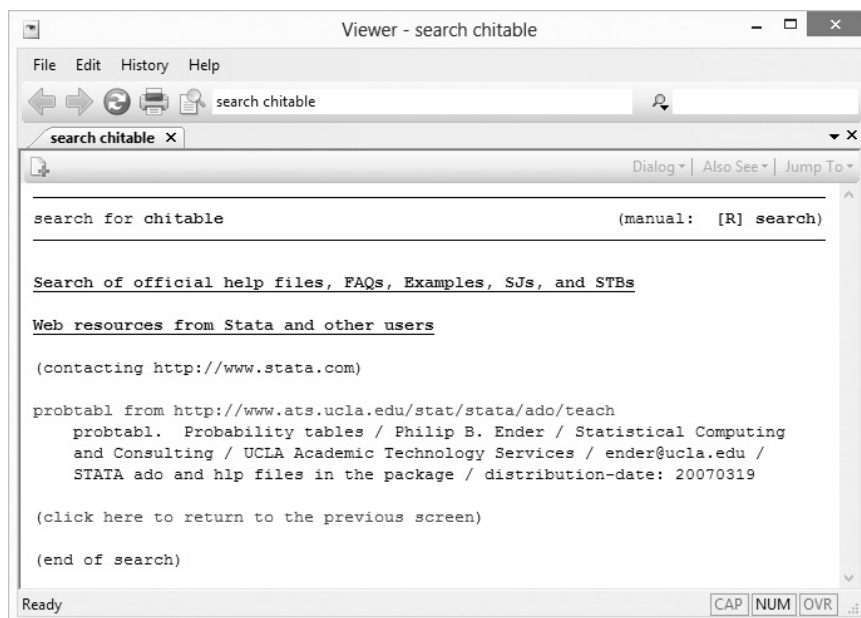 Viewer - search chitable
File Edit History Help
search chitable
search chitable X
Dialog Also See Jump To
search for chitable (manual: [R] search)
Search of official help files, FAQs, Examples, SJs, and STBs
Web resources from Stata and other users
(contacting http://www.stata.com)
probtabl from http://www.ats.ucla.edu/stat/stata/ado/teach
probtabl. Probability tables / Philip B. Ender / Statistical Computing
and Consulting / UCLA Academic Technology Services / ender@ucla.edu /
STATA ado and hlp files in the package / distribution-date: 20070319
(click here to return to the previous screen)
(end of search)
Ready CAP NUM OVR